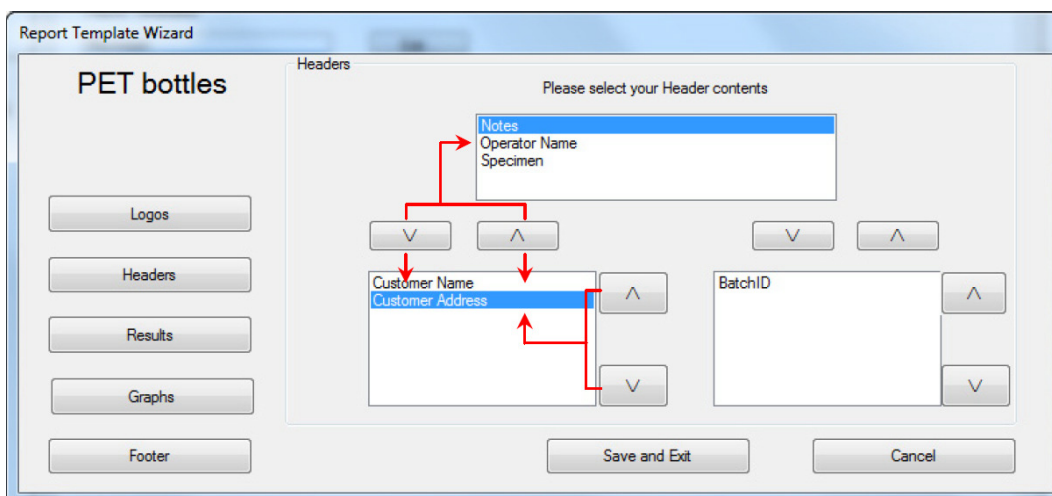 Report Template Wizard
PET bottles
Headers
Please select your Header contents
Notes
Operator Name
Specimen
Logos
Headers
Results
Graphs
Footer
Customer Name
Customer Address
BatchID
Save and Exit
Cancel